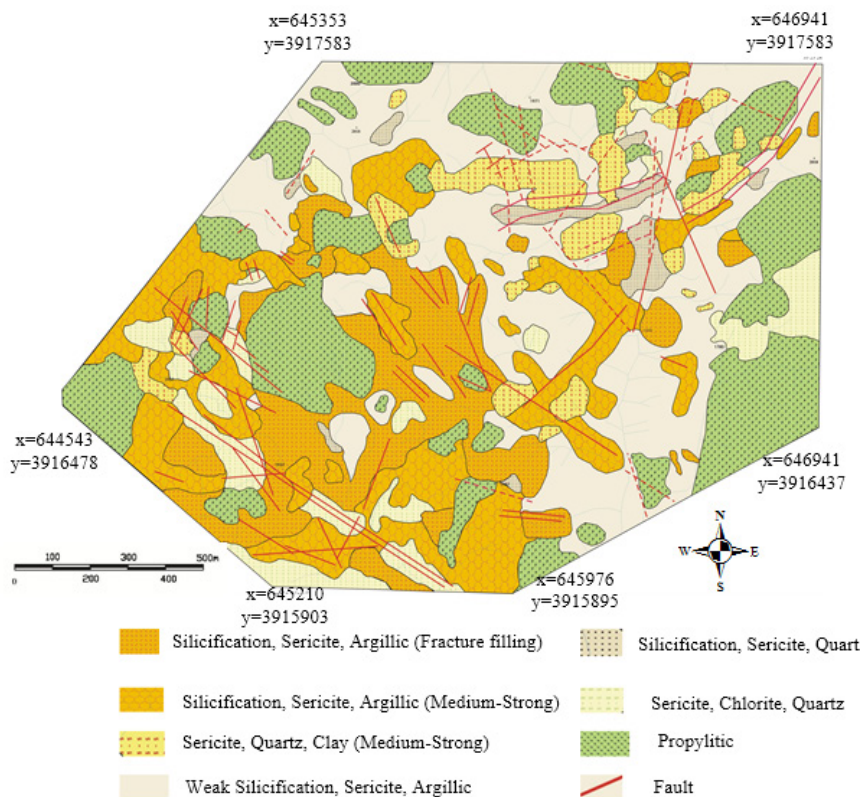 x=645353
y=3917583
x=646941
y=3917583
x=644543
y=3916478
x=646941
y=3916437
N
W E
S
100 300 500m
0 200 400
x=645210
y=3915903
x=645976
y=3915895
Silicification, Sericite, Argillic (Fracture filling)
Silicification, Sericite, Quart
Silicification, Sericite, Argillic (Medium-Strong)
Sericite, Chlorite, Quartz
Sericite, Quartz, Clay (Medium-Strong)
Propylitic
Weak Silicification, Sericite, Argillic
Fault